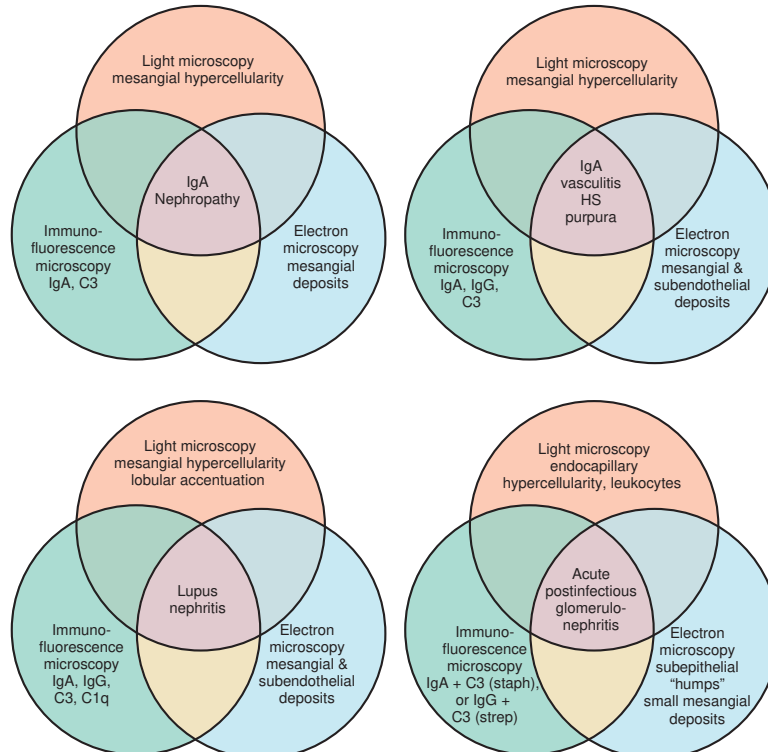 Light microscopy
mesangial hypercellularity
IgA
Nephropathy
Immuno-
fluorescence
microscopy
IgA, C3
Electron
microscopy
mesangial
deposits
Light microscopy
mesangial hypercellularity
IgA
vasculitis
HS
purpura
Immuno-
fluorescence
microscopy
IgA, IgG,
C3
Electron
microscopy
mesangial &
subendothelial
deposits
Light microscopy
mesangial hypercellularity
lobular accentuation
Lupus
nephritis
Immuno-
fluorescence
microscopy
IgA, IgG,
C3, C1q
Electron
microscopy
mesangial &
subendothelial
deposits
Light microscopy
endocapillary
hypercellularity, leukocytes
Acute
postinfectious
glomerulo-
nephritis
Immuno-
fluorescence
microscopy
IgA + C3 (staph),
or IgG +
C3 (strep)
Electron
microscopy
subepithelial
“humps”
small mesangial
deposits